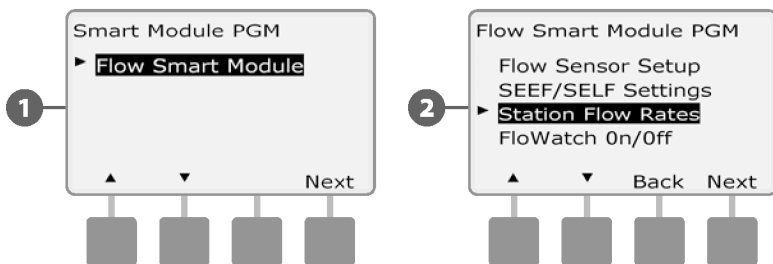 1
Smart Module PGM
► Flow Smart Module
▲ ▼ Next
2
Flow Smart Module PGM
Flow Sensor Setup
SEEF/SELF Settings
► Station Flow Rates
FloWatch 0n/0ff
▲ ▼ Back Next